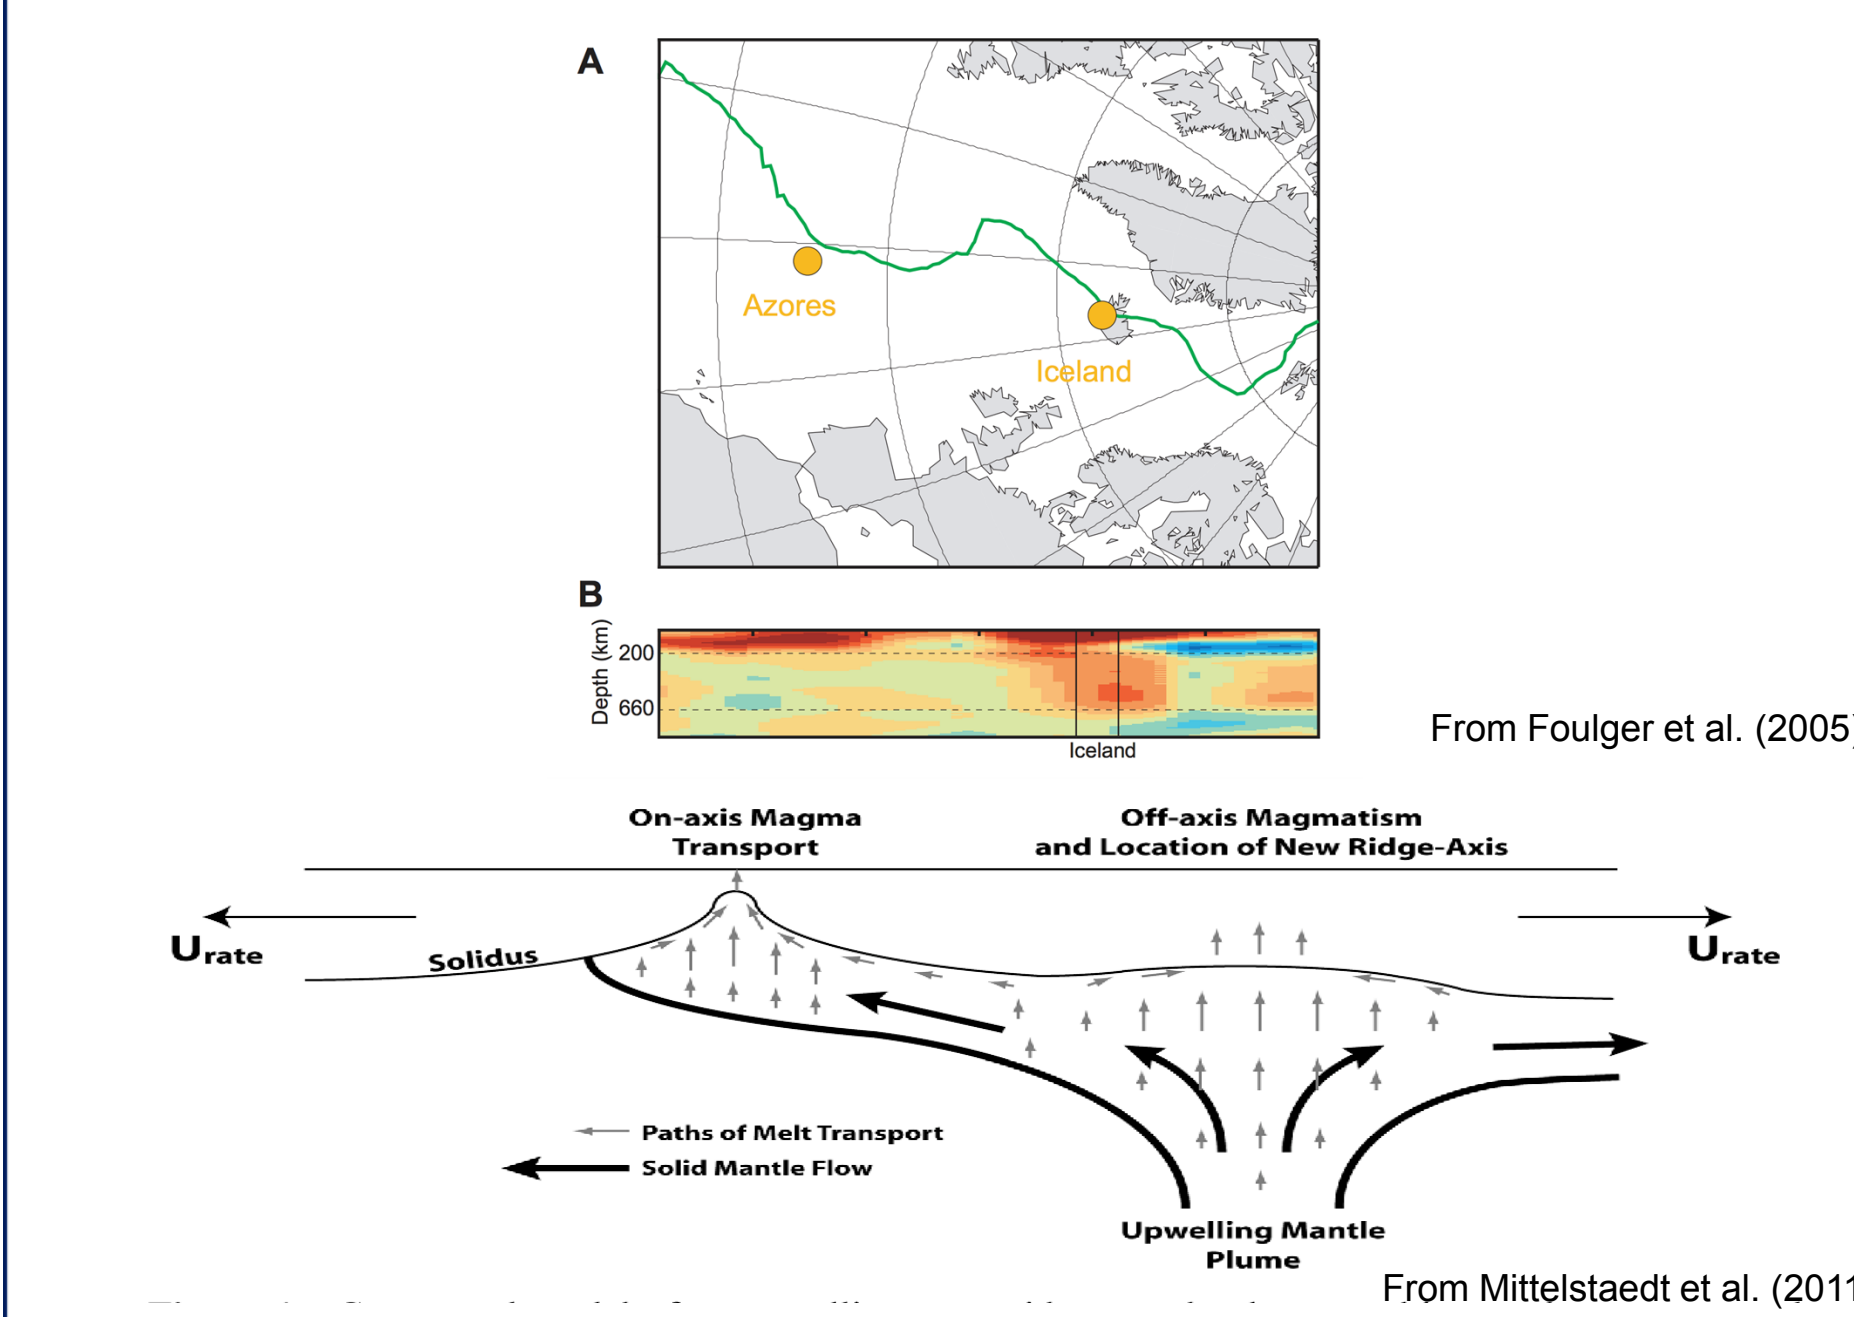 A
Azores
Iceland
B
Depth (km)
200
660
Iceland
From Foulger et al. (2005)
On-axis Magma
Transport
Off-axis Magmatism
and Location of New Ridge-Axis
Urate
Solidus
Urate
Paths of Melt Transport
Solid Mantle Flow
Upwelling Mantle
Plume
From Mittelstaedt et al. (2011